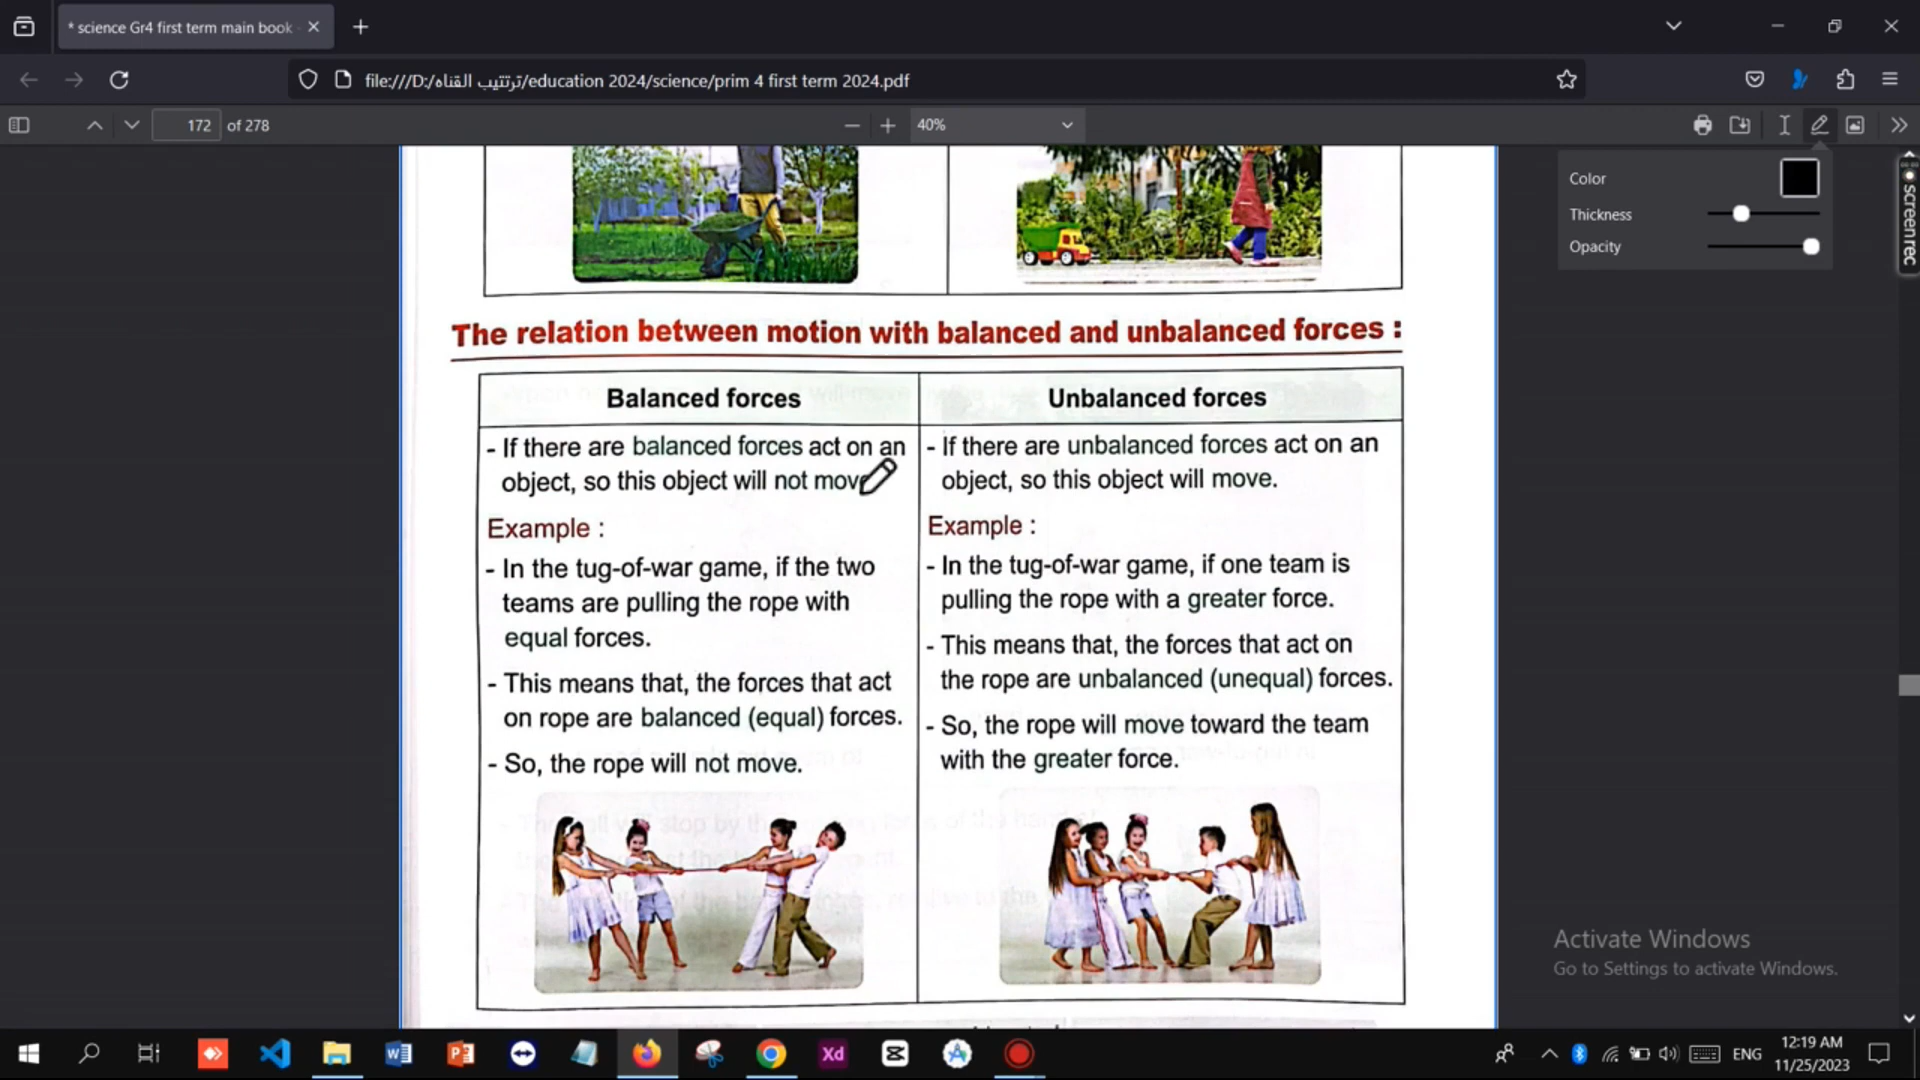 * science Gr4 first term main book
file:///D:/ترتتيب القناه/education 2024/science/prim 4 first term 2024.pdf
172 of 278
40%
Color
Thickness
Opacity
screen rec
The relation between motion with balanced and unbalanced forces :
Balanced forces
- If there are balanced forces act on an
object, so this object will not move
Example :
- In the tug-of-war game, if the two
teams are pulling the rope with
equal forces.
- This means that, the forces that act
on rope are balanced (equal) forces.
- So, the rope will not move.
Unbalanced forces
- If there are unbalanced forces act on an
object, so this object will move.
Example :
- In the tug-of-war game, if one team is
pulling the rope with a greater force.
- This means that, the forces that act on
the rope are unbalanced (unequal) forces.
- So, the rope will move toward the team
with the greater force.
Activate Windows
Go to Settings to activate Windows.
Xd
ENG
12:19 AM
11/25/2023